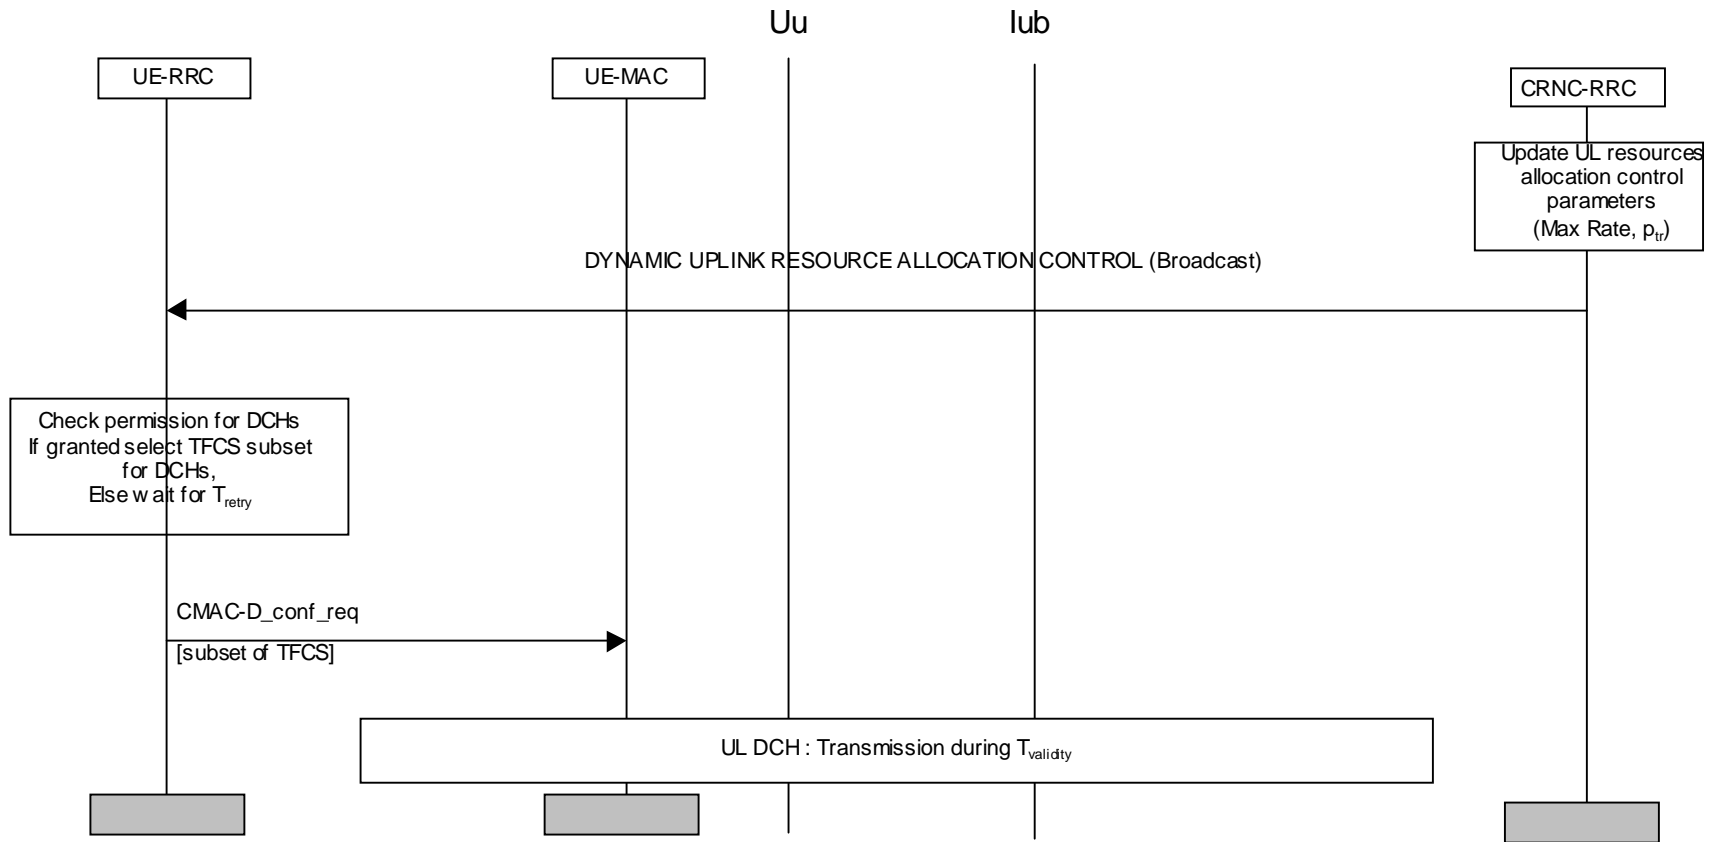 Uu
Iub
UE-RRC
UE-MAC
CRNC-RRC
Update UL resources
allocation control
parameters
(Max Rate, ptr)
DYNAMIC UPLINK RESOURCE ALLOCATION CONTROL (Broadcast)
Check permission for DCHs
If granted select TFCS subset
for DCHs,
Else wait for Tretry
CMAC-D_conf_req
[subset of TFCS]
UL DCH : Transmission during Tvalidity